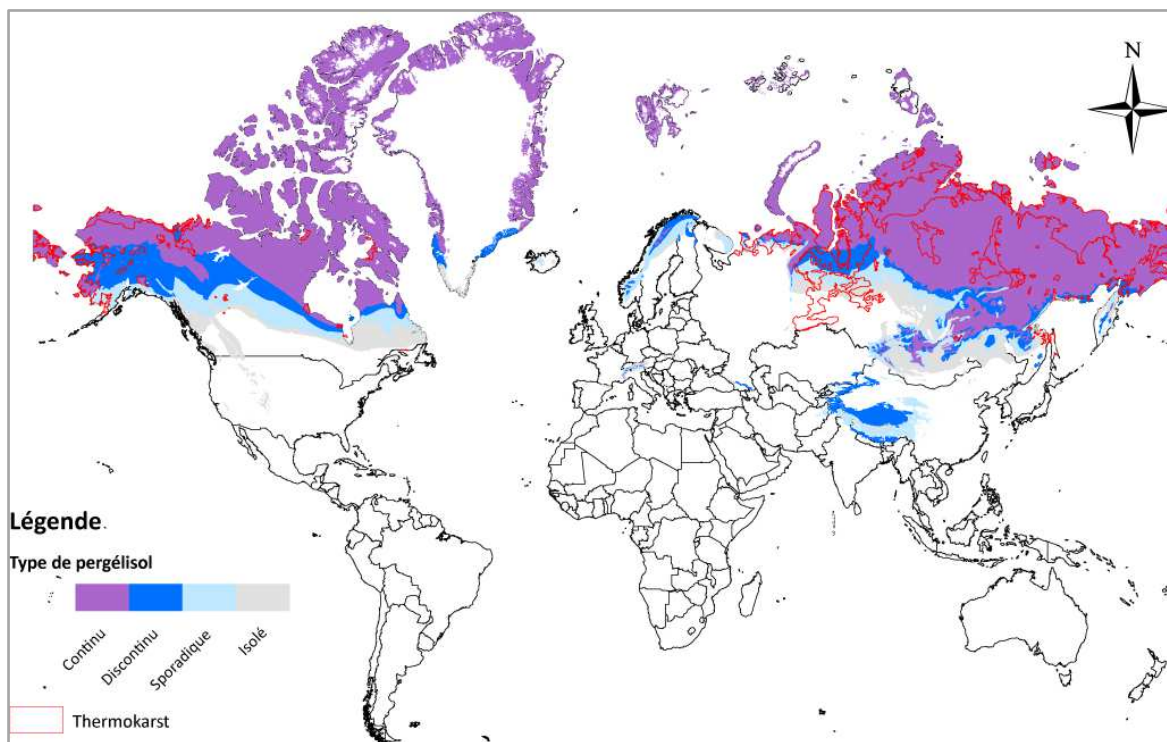 N
Légende.
Type de pergélisol
Continu
Discontinu
Sporadique
Isolé
Thermokarst